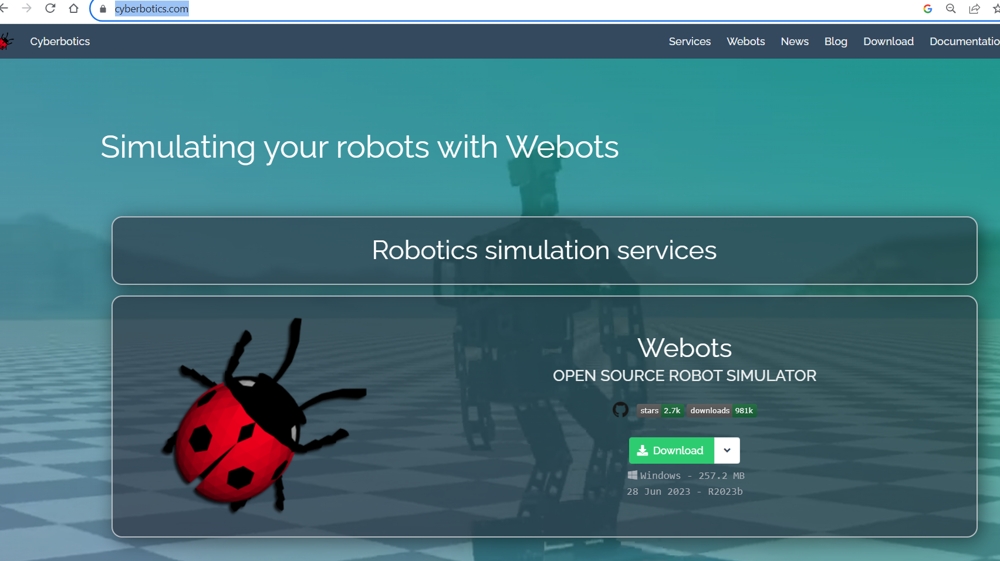 cyberbotics.com
Cyberbotics Services Webots News Blog Download Documentatio
Simulating your robots with Webots
Robotics simulation services
Webots
OPEN SOURCE ROBOT SIMULATOR
stars 2.7k downloads 981k
Download
Windows - 257.2 MB
28 Jun 2023 - R2023b